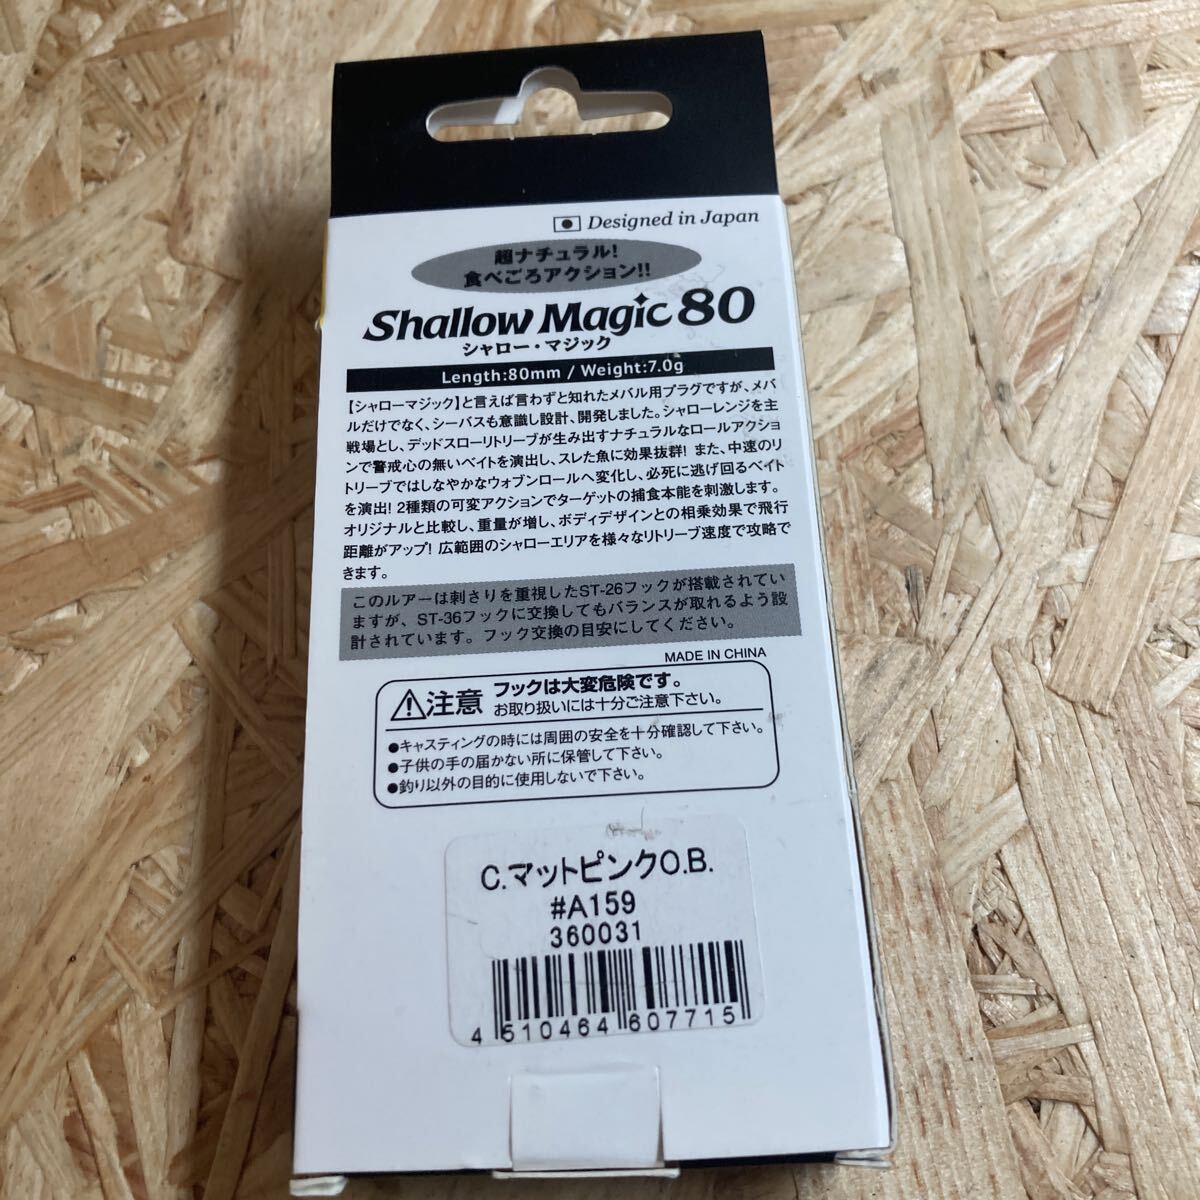 Designed in Japan
超ナチュラル!
食べごろアクション!!
Shallow Magic 80
シャロー・マジック
Length:80mm / Weight:7.0g
【シャローマジック】と言えば言わずと知れたメバル用プラグですが、メバ
ルだけでなく、シーバスも意識し設計、開発しました。シャローレンジを主
戦場とし、デッドスローリトリーブが生み出すナチュラルなロールアクショ
ンで警戒心の無いベイトを演出し、スレた魚に効果抜群! また、中速のリ
トリーブではしなやかなウォブンロールへ変化し、必死に逃げ回るベイト
を演出! 2種類の可変アクションでターゲットの捕食本能を刺激します。
オリジナルと比較し、重量が増し、ボディデザインとの相乗効果で飛行
距離がアップ! 広範囲のシャローエリアを様々なリトリーブ速度で攻略で
きます。
このルアーは刺さりを重視したST-26フックが搭載されてい
ますが、ST-36フックに交換してもバランスが取れるよう設
計されています。フック交換の目安にしてください。
MADE IN CHINA
注意 フックは大変危険です。
お取り扱いには十分ご注意下さい。
●キャスティングの時には周囲の安全を十分確認して下さい。
●子供の手の届かない所に保管して下さい。
●釣り以外の目的に使用しないで下さい。
C.マットピンクO.B.
#A159
360031
4 510464 607715